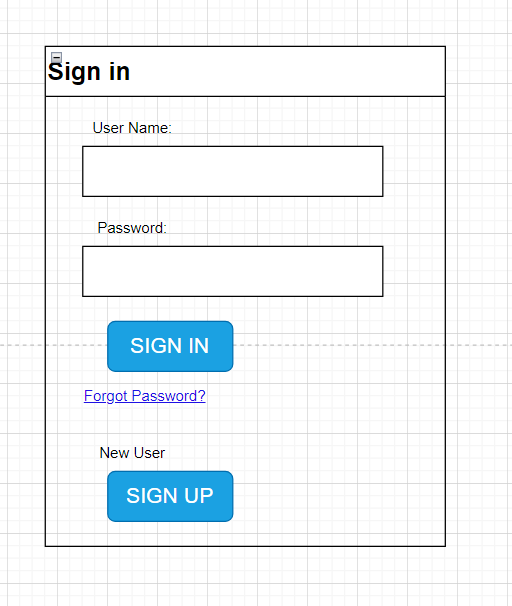 Sign in
User Name:
Password:
SIGN IN
Forgot Password?
New User
SIGN UP